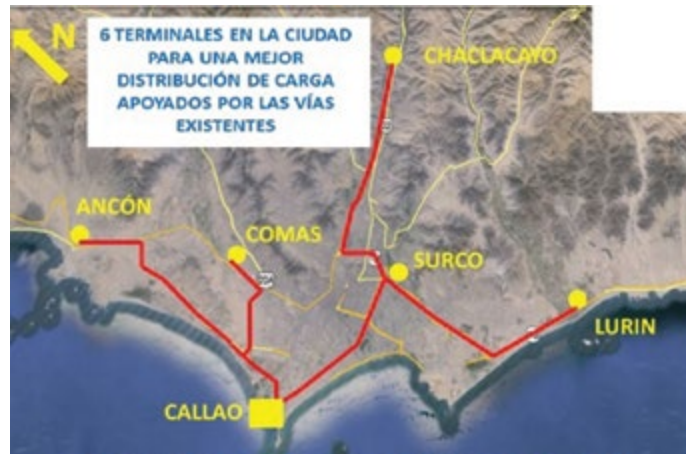 N
6 TERMINALES EN LA CIUDAD
PARA UNA MEJOR
DISTRIBUCIÓN DE CARGA
APOYADOS POR LAS VÍAS
EXISTENTES
CHACLACAYO
ANCÓN
COMAS
SURCO
LURIN
CALLAO